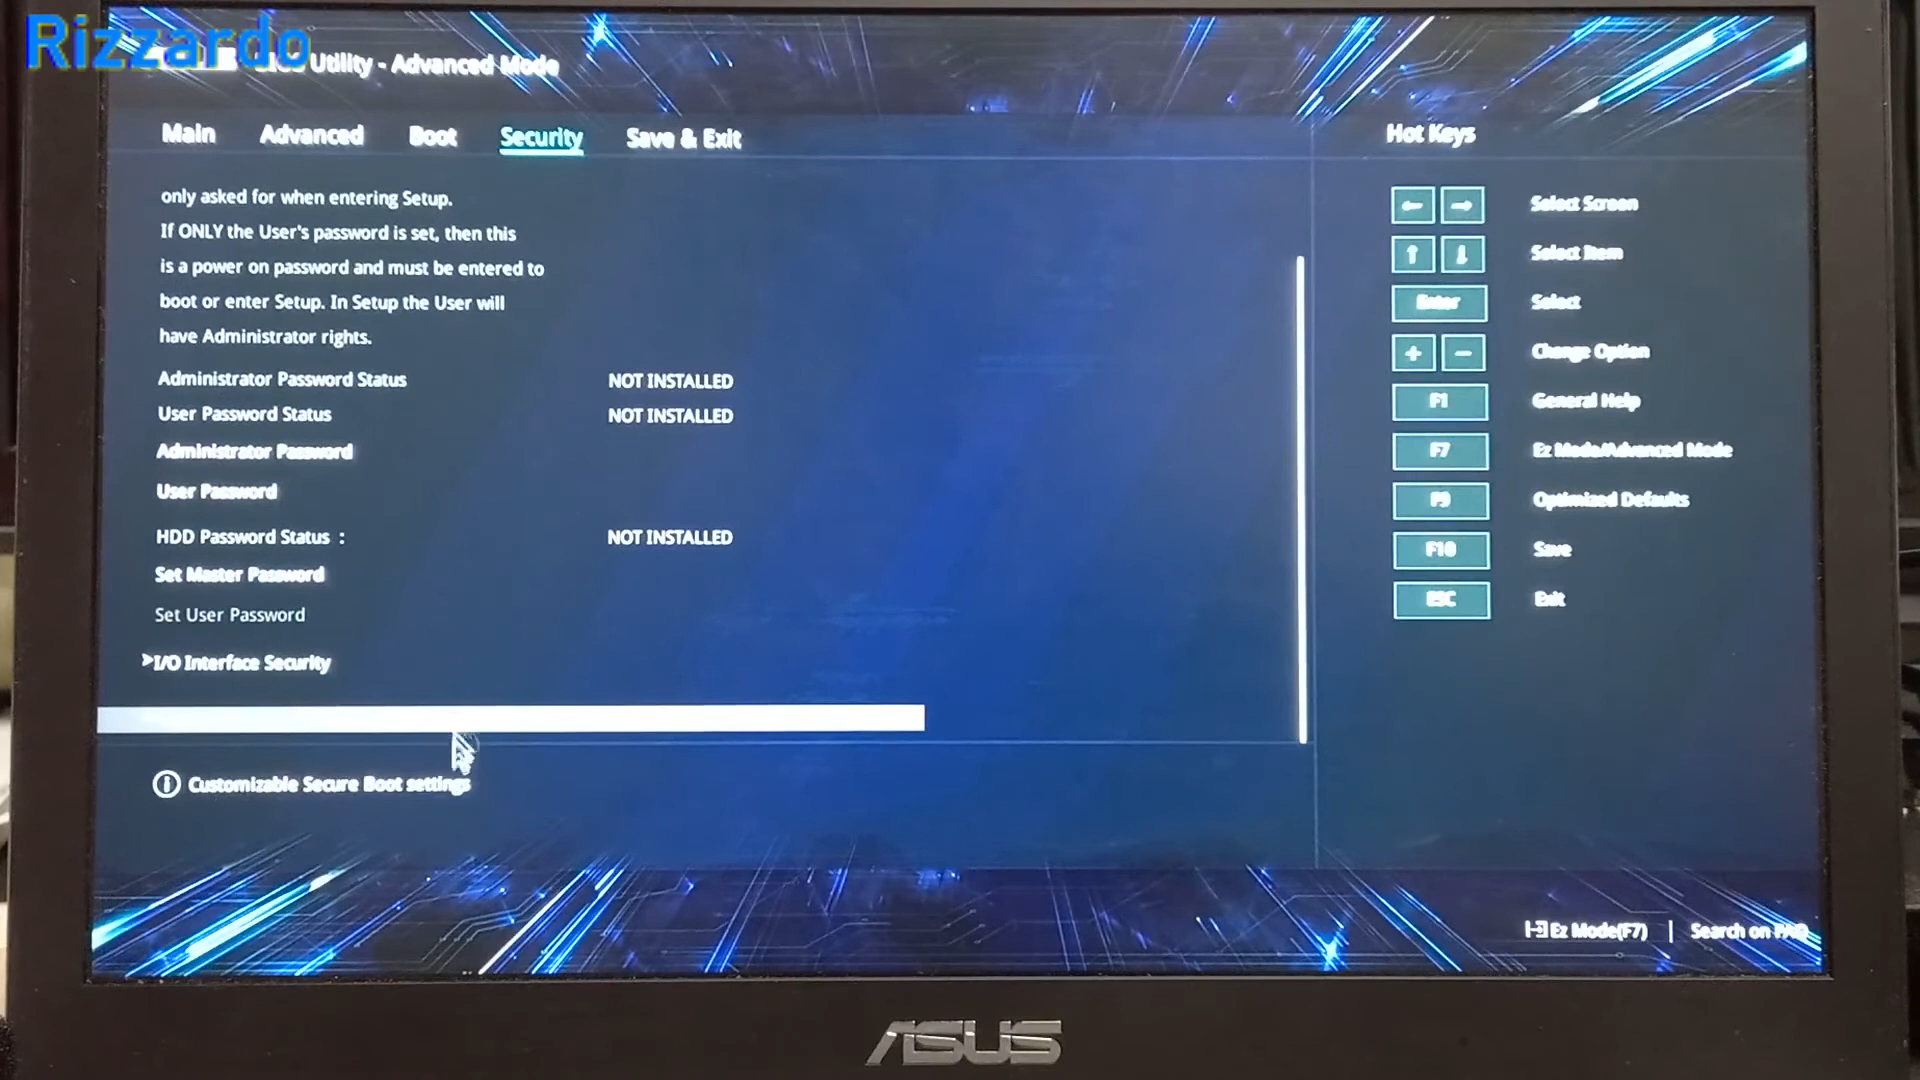 Rizzardo
Utility - Advanced Mode
Main Advanced Boot Security Save & Exit
only asked for when entering Setup.
If ONLY the User's password is set, then this
is a power on password and must be entered to
boot or enter Setup. In Setup the User will
have Administrator rights.
Administrator Password Status NOT INSTALLED
User Password Status NOT INSTALLED
Administrator Password
User Password
HDD Password Status : NOT INSTALLED
Set Master Password
Set User Password
>I/O Interface Security
Customizable Secure Boot settings
Hot Keys
← → Select Screen
↑ ↓ Select Item
Enter Select
+ - Change Option
F1 General Help
F7 Ez Mode/Advanced Mode
F9 Optimized Defaults
F10 Save
ESC Exit
Ez Mode(F7) | Search on FAQ
ASUS